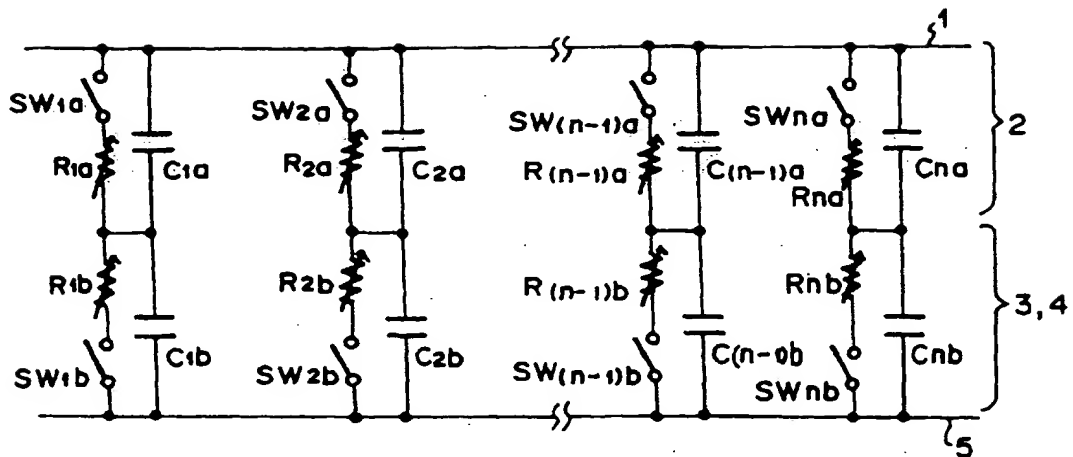 1
SW1a
R1a
C1a
SW2a
R2a
C2a
SW(n-1)a
R(n-1)a
C(n-1)a
SWna
Rna
Cna
2
R1b
C1b
SW1b
R2b
C2b
SW2b
R(n-1)b
C(n-1)b
SW(n-1)b
Rnb
Cnb
SWnb
3,4
5